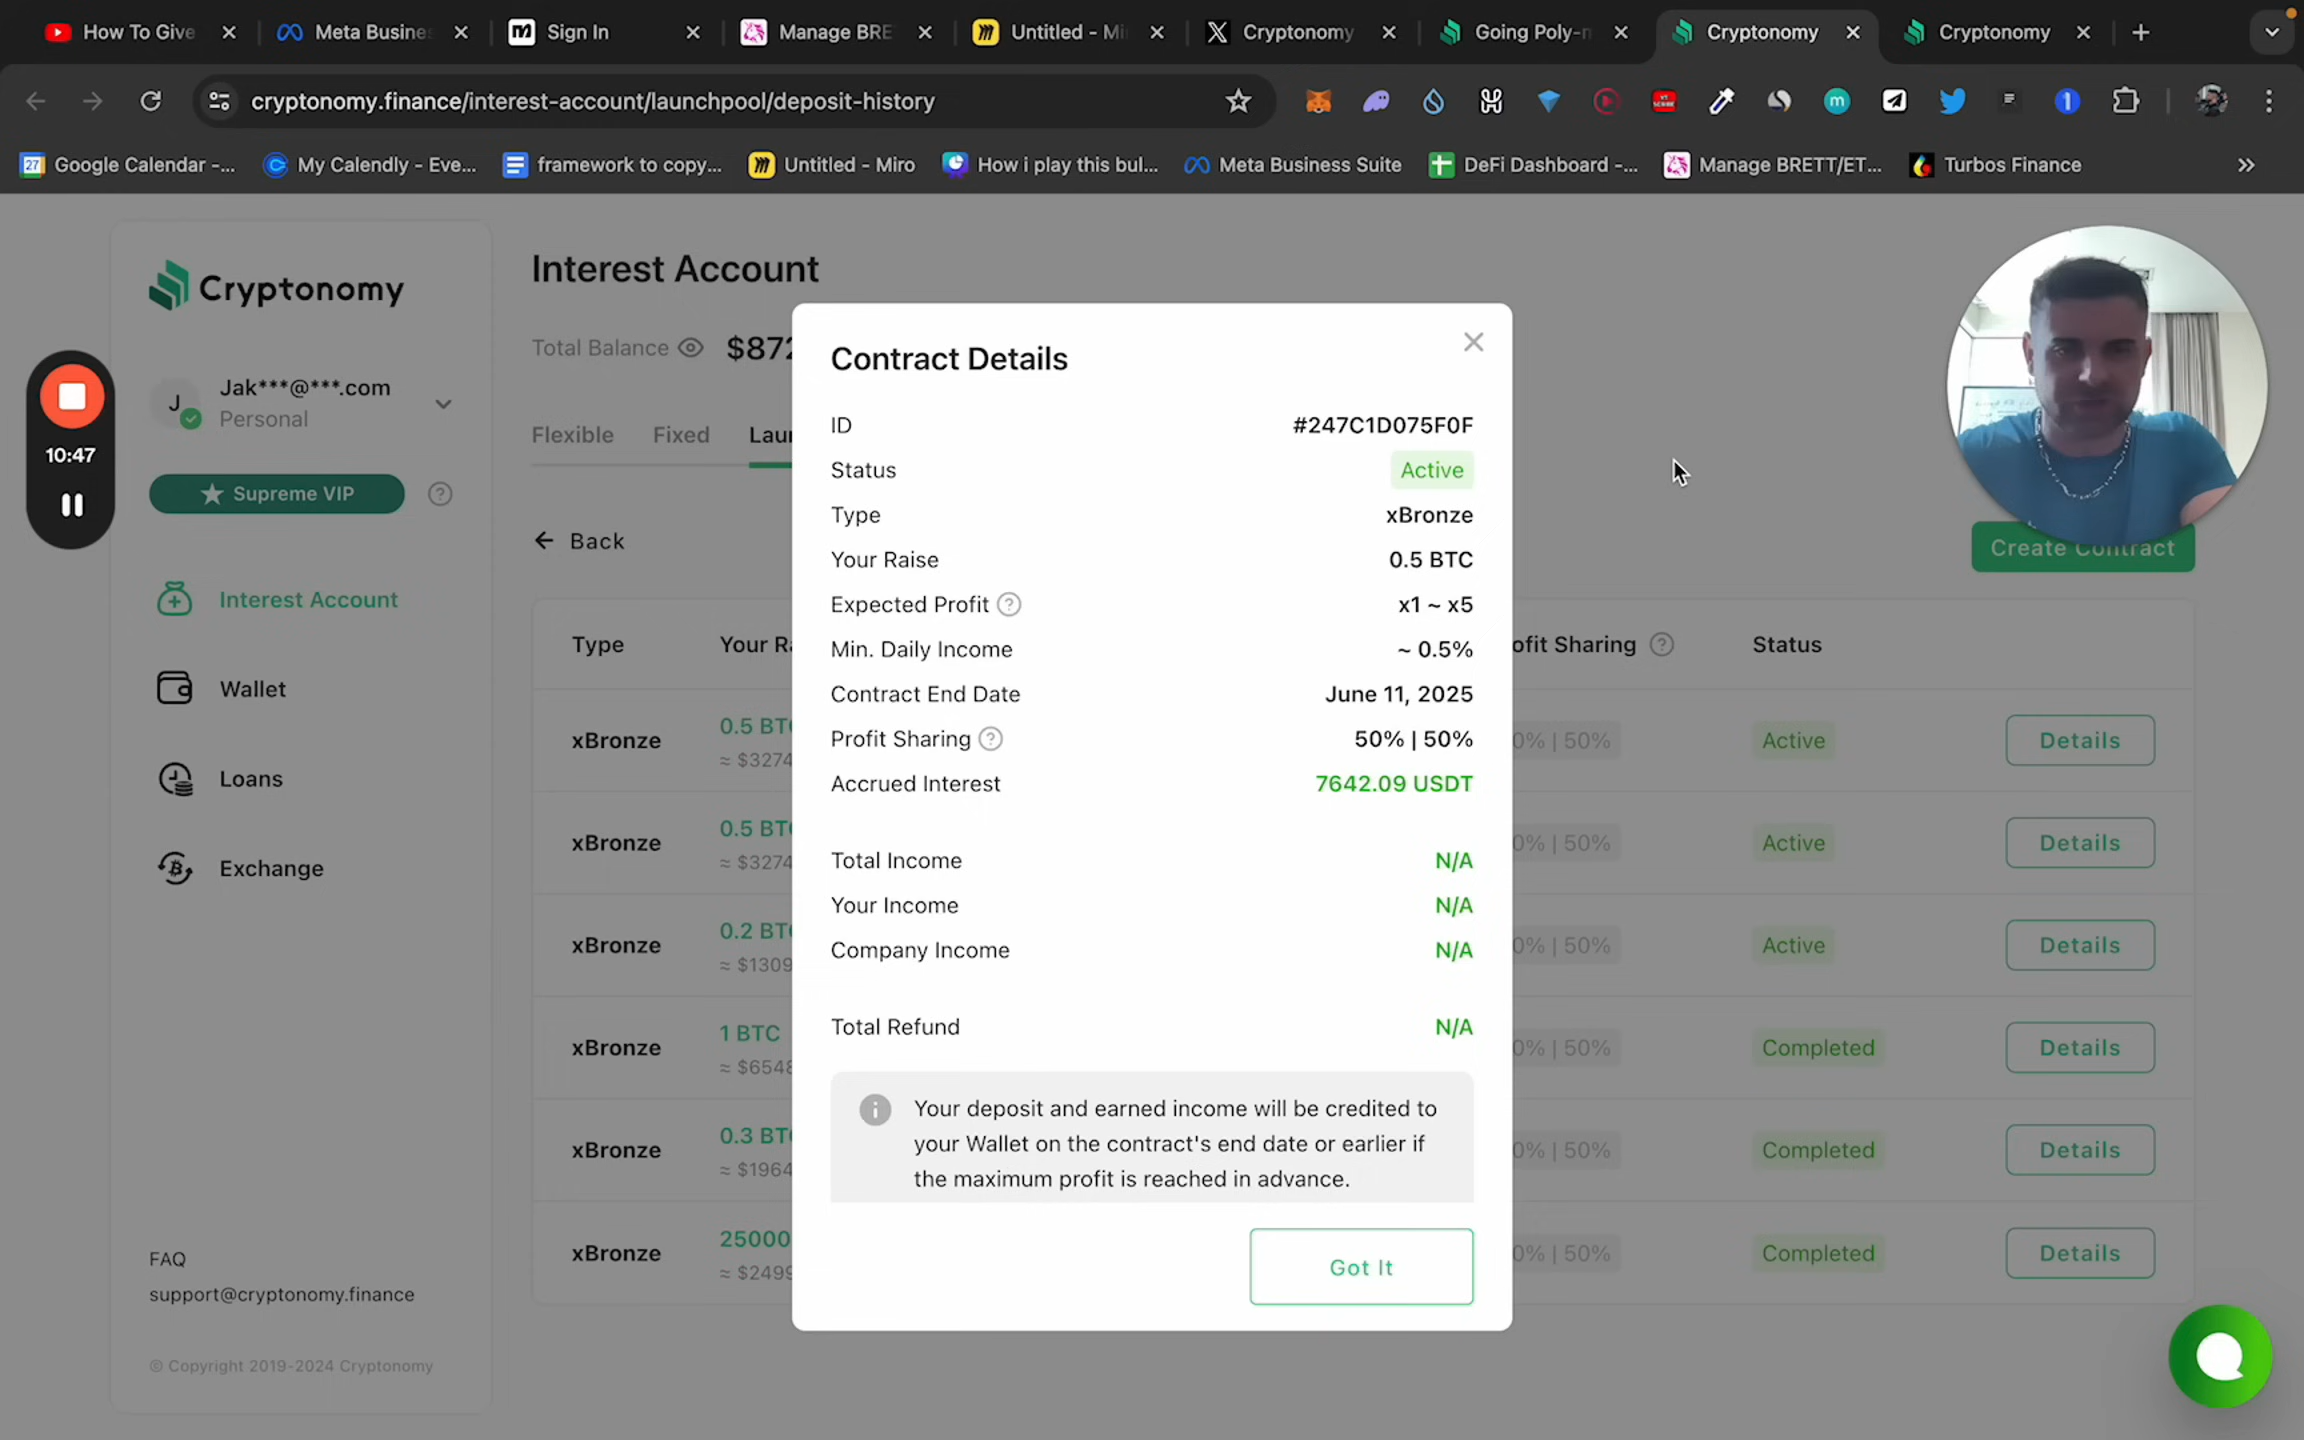 How To Give
Meta Busine
Sign In
Manage BRE
Untitled - Mi
Cryptonomy
Going Poly-
Cryptonomy
Cryptonomy
cryptonomy.finance/interest-account/launchpool/deposit-history
Google Calendar -...
My Calendly - Eve...
framework to copy...
Untitled - Miro
How i play this bul...
Meta Business Suite
DeFi Dashboard -...
Manage BRETT/ET...
Turbos Finance
Cryptonomy
10:47
J
Jak***@***.com
Personal
Supreme VIP
Interest Account
Wallet
Loans
Exchange
FAQ
support@cryptonomy.finance
© Copyright 2019-2024 Cryptonomy
Interest Account
Total Balance $872
Flexible Fixed Lau
Back
Create Contract
Type Your R ofit Sharing Status
xBronze 0.5 BT 0% | 50% Active Details
≈ $3274
xBronze 0.5 BT 0% | 50% Active Details
≈ $3274
xBronze 0.2 BT 0% | 50% Active Details
≈ $1309
xBronze 1 BTC 0% | 50% Completed Details
≈ $6548
xBronze 0.3 BT 0% | 50% Completed Details
≈ $1964
xBronze 25000 0% | 50% Completed Details
≈ $2499
Contract Details
ID #247C1D075F0F
Status Active
Type xBronze
Your Raise 0.5 BTC
Expected Profit x1 ~ x5
Min. Daily Income ~ 0.5%
Contract End Date June 11, 2025
Profit Sharing 50% | 50%
Accrued Interest 7642.09 USDT
Total Income N/A
Your Income N/A
Company Income N/A
Total Refund N/A
Your deposit and earned income will be credited to
your Wallet on the contract's end date or earlier if
the maximum profit is reached in advance.
Got It